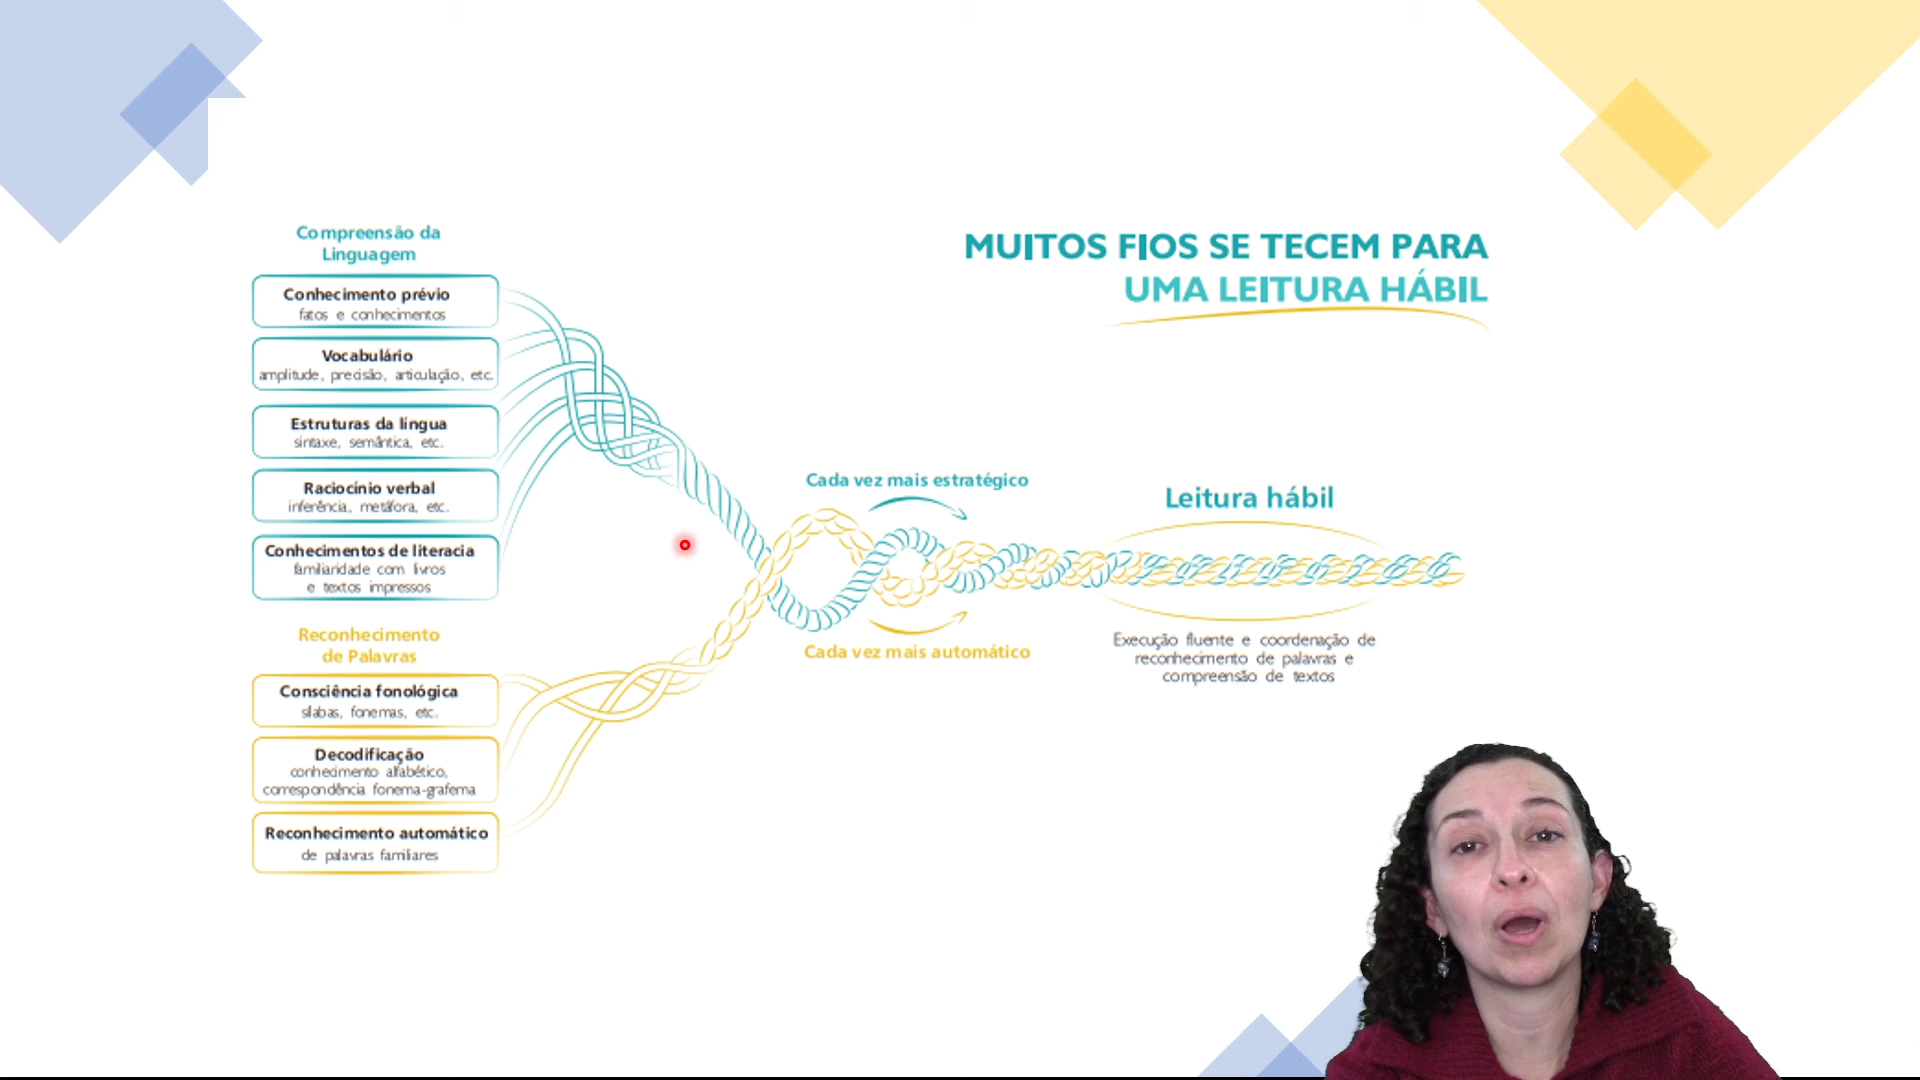 MUITOS FIOS SE TECEM PARA
UMA LEITURA HÁBIL
Compreensão da
Linguagem
Conhecimento prévio
fatos e conhecimentos
Vocabulário
amplitude, precisão, articulação, etc.
Estruturas da língua
sintaxe, semântica, etc.
Raciocínio verbal
inferência, metáfora, etc.
Conhecimentos de literacia
familiaridade com livros
e textos impressos
Reconhecimento
de Palavras
Consciência fonológica
sílabas, fonemas, etc.
Decodificação
conhecimento alfabético,
correspondência fonema-grafema
Reconhecimento automático
de palavras familiares
Cada vez mais estratégico
Cada vez mais automático
Leitura hábil
Execução fluente e coordenação de
reconhecimento de palavras e
compreensão de textos